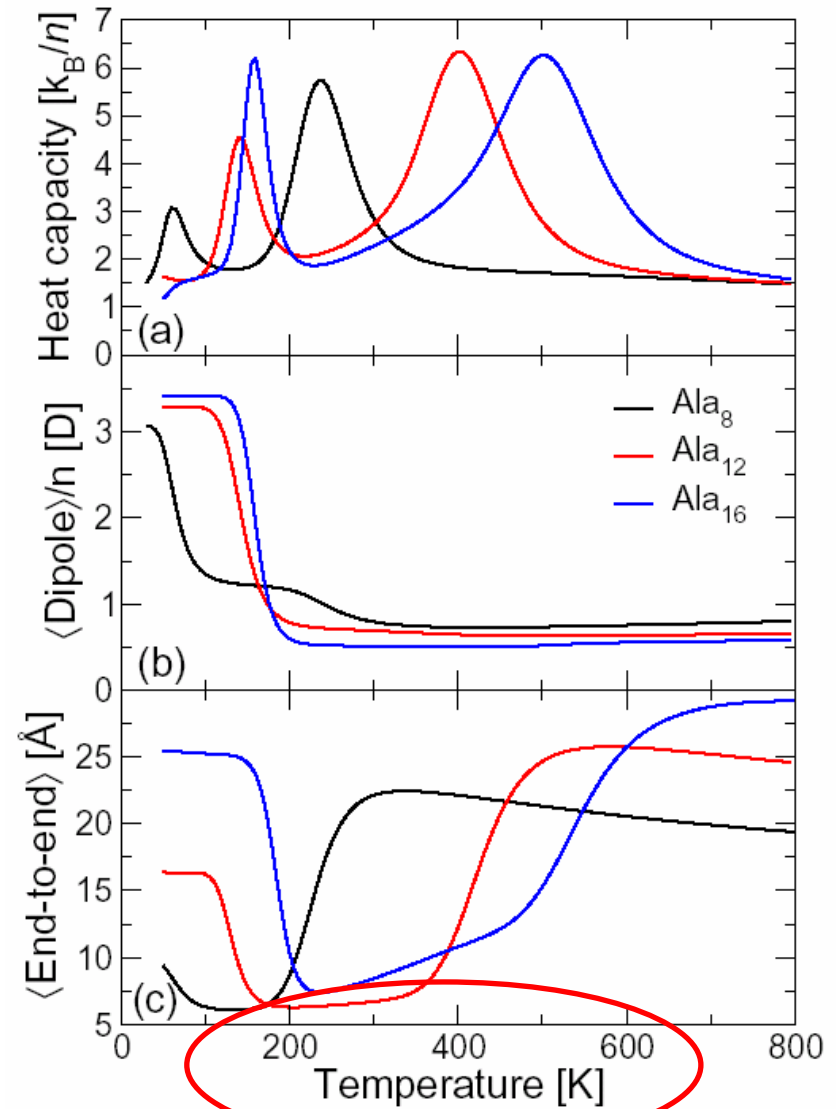 Heat capacity [k_B/n]
7
6
5
4
3
2
1
0
(a)
⟨Dipole⟩/n [D]
3
2
1
0
Ala₈
Ala₁₂
Ala₁₆
(b)
⟨End-to-end⟩ [Å]
25
20
15
10
5
(c)
0 200 400 600 800
Temperature [K]